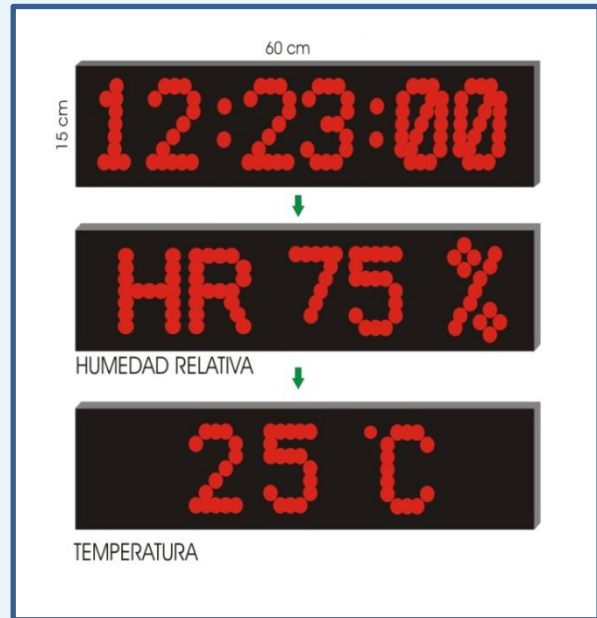 60 cm
15 cm
12:23:00
HR 75 %
HUMEDAD RELATIVA
25 °C
TEMPERATURA